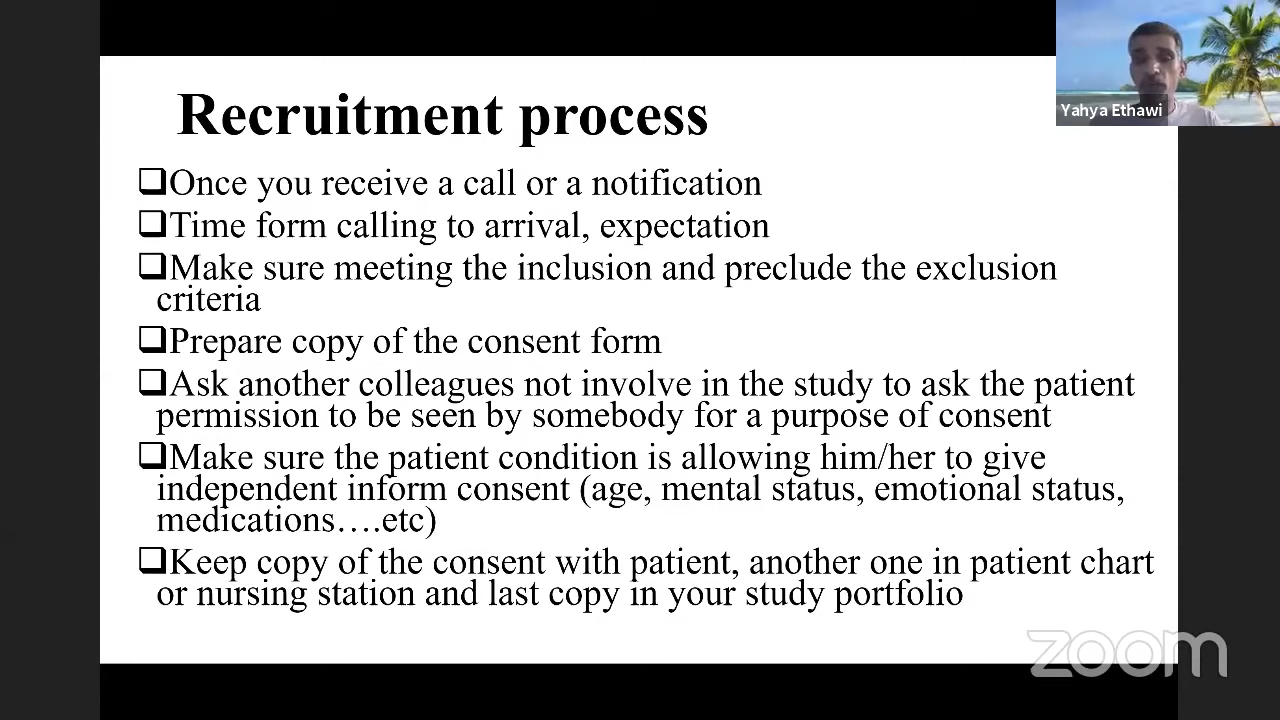 Recruitment process
❑Once you receive a call or a notification
❑Time form calling to arrival, expectation
❑Make sure meeting the inclusion and preclude the exclusion
criteria
❑Prepare copy of the consent form
❑Ask another colleagues not involve in the study to ask the patient
permission to be seen by somebody for a purpose of consent
❑Make sure the patient condition is allowing him/her to give
independent inform consent (age, mental status, emotional status,
medications….etc)
❑Keep copy of the consent with patient, another one in patient chart
or nursing station and last copy in your study portfolio
Yahya Ethawi
zoom